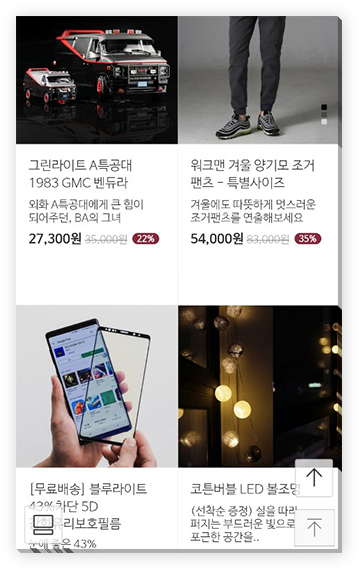 그린라이트 A특공대
1983 GMC 벤듀라
외화 A특공대에게 큰 힘이
되어주던, BA의 그녀
27,300원 35,000원 22%
워크맨 겨울 양기모 조거
팬츠 - 특별사이즈
겨울에도 따뜻하게 멋스러운
조거팬츠를 연출해보세요
54,000원 83,000원 35%
[무료배송] 블루라이트
43%차단 5D
유리보호필름
눈에 좋은 43%
코튼버블 LED 볼조명
(선착순 증정) 실을 따라
퍼지는 부드러운 빛으로
포근한 공간을..